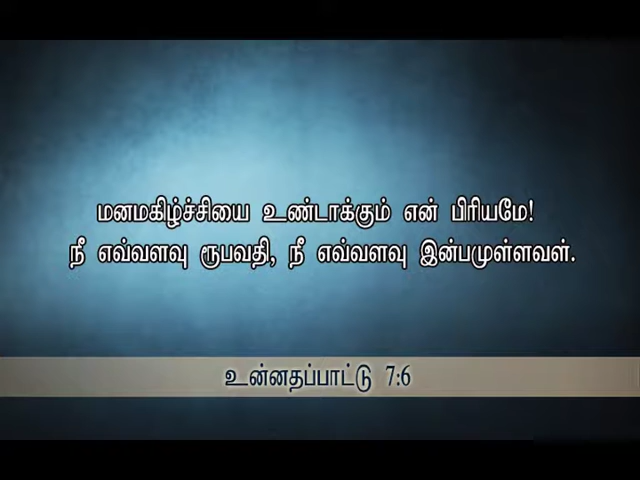 மனமகிழ்ச்சியை உண்டாக்கும் என் பிரியமே!
நீ எவ்வளவு ரூபவதி, நீ எவ்வளவு இன்பமுள்ளவள்.
உன்னதப்பாட்டு 7:6